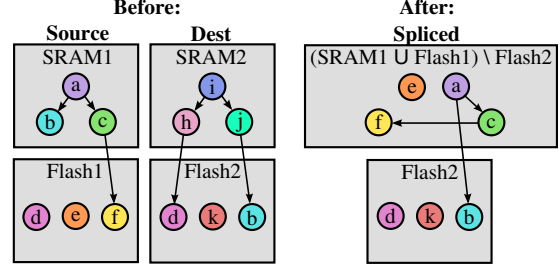 Before:
After:
Source
Dest
Spliced
SRAM1
SRAM2
(SRAM1 ∪ Flash1) \ Flash2
a
i
e
a
b
c
h
j
f
c
Flash1
Flash2
Flash2
d
e
f
d
k
b
d
k
b